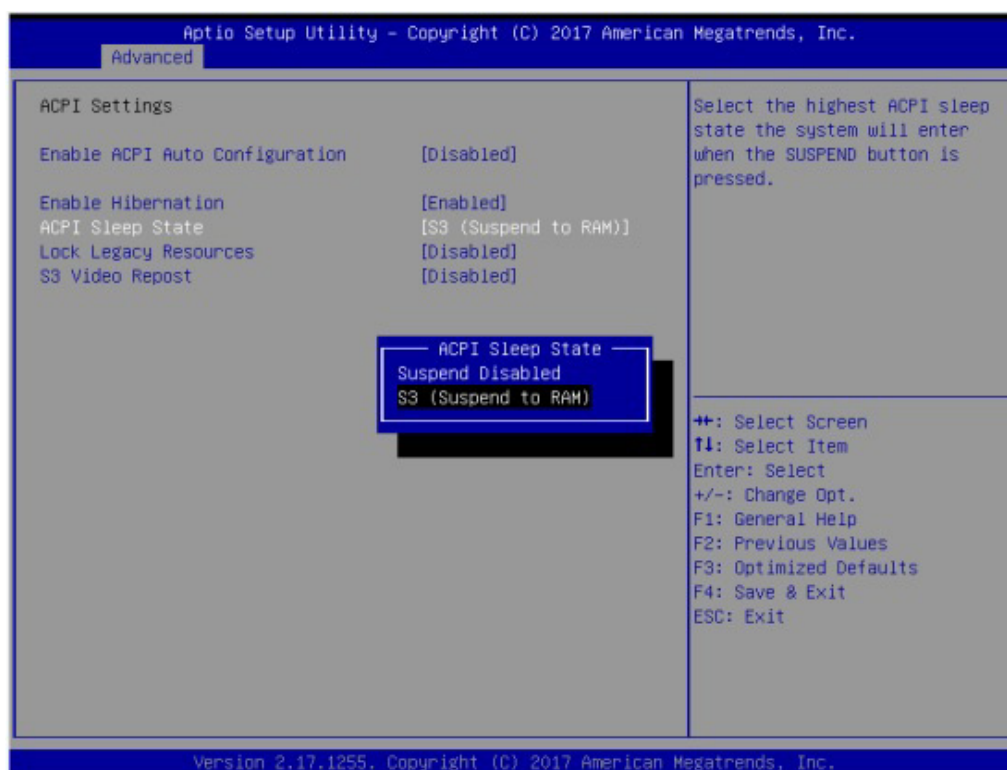 Aptio Setup Utility – Copyright (C) 2017 American Megatrends, Inc.
Advanced
ACPI Settings
Enable ACPI Auto Configuration [Disabled]
Enable Hibernation [Enabled]
ACPI Sleep State [S3 (Suspend to RAM)]
Lock Legacy Resources [Disabled]
S3 Video Repost [Disabled]
ACPI Sleep State
Suspend Disabled
S3 (Suspend to RAM)
Select the highest ACPI sleep
state the system will enter
when the SUSPEND button is
pressed.
→←: Select Screen
↑↓: Select Item
Enter: Select
+/-: Change Opt.
F1: General Help
F2: Previous Values
F3: Optimized Defaults
F4: Save & Exit
ESC: Exit
Version 2.17.1255. Copyright (C) 2017 American Megatrends, Inc.